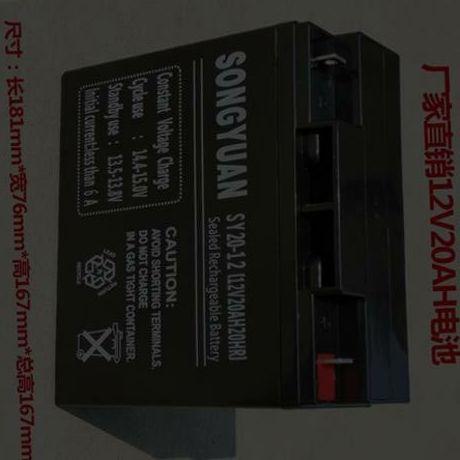 厂家直销12V20AH电池
SONGYUAN
SY20-12 [12V20AH20HR]
Sealed Rechargeable Battery
Constant Voltage Charge
Cycle use : 14.4-15.0V
Standby use : 13.5-13.8V
Initial current:less than 6 A
CAUTION:
AVOID SHORTING TERMINALS.
DO NOT CHARGE
IN A GAS TIGHT CONTAINER.
尺寸：长181mm*宽76mm*高167mm*总高167mm